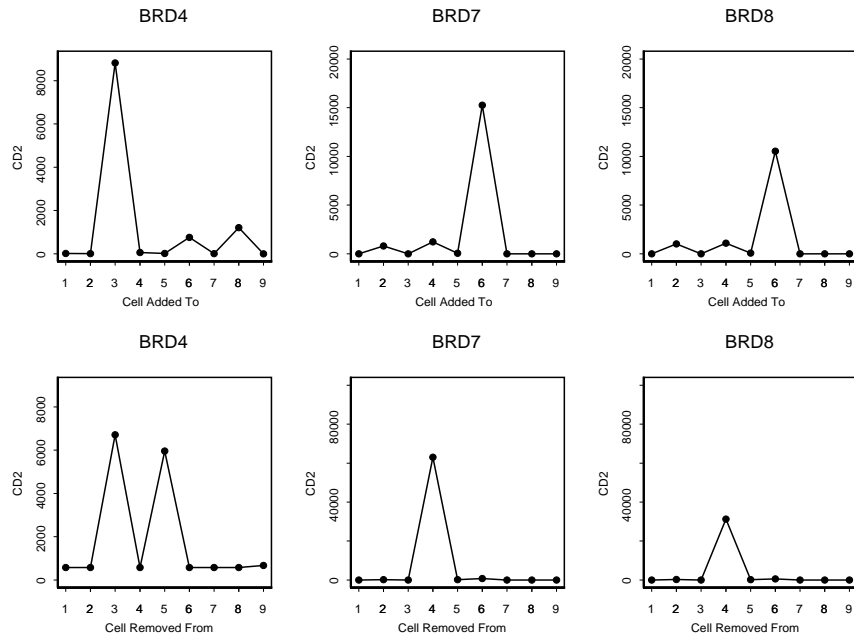 BRD4 BRD7 BRD8
CD2
0 2000 4000 6000 8000
1 2 3 4 5 6 7 8 9
Cell Added To
CD2
0 5000 10000 15000 20000
1 2 3 4 5 6 7 8 9
Cell Added To
CD2
0 5000 10000 15000 20000
1 2 3 4 5 6 7 8 9
Cell Added To
BRD4 BRD7 BRD8
CD2
0 2000 4000 6000 8000
1 2 3 4 5 6 7 8 9
Cell Removed From
CD2
0 40000 80000
1 2 3 4 5 6 7 8 9
Cell Removed From
CD2
0 40000 80000
1 2 3 4 5 6 7 8 9
Cell Removed From